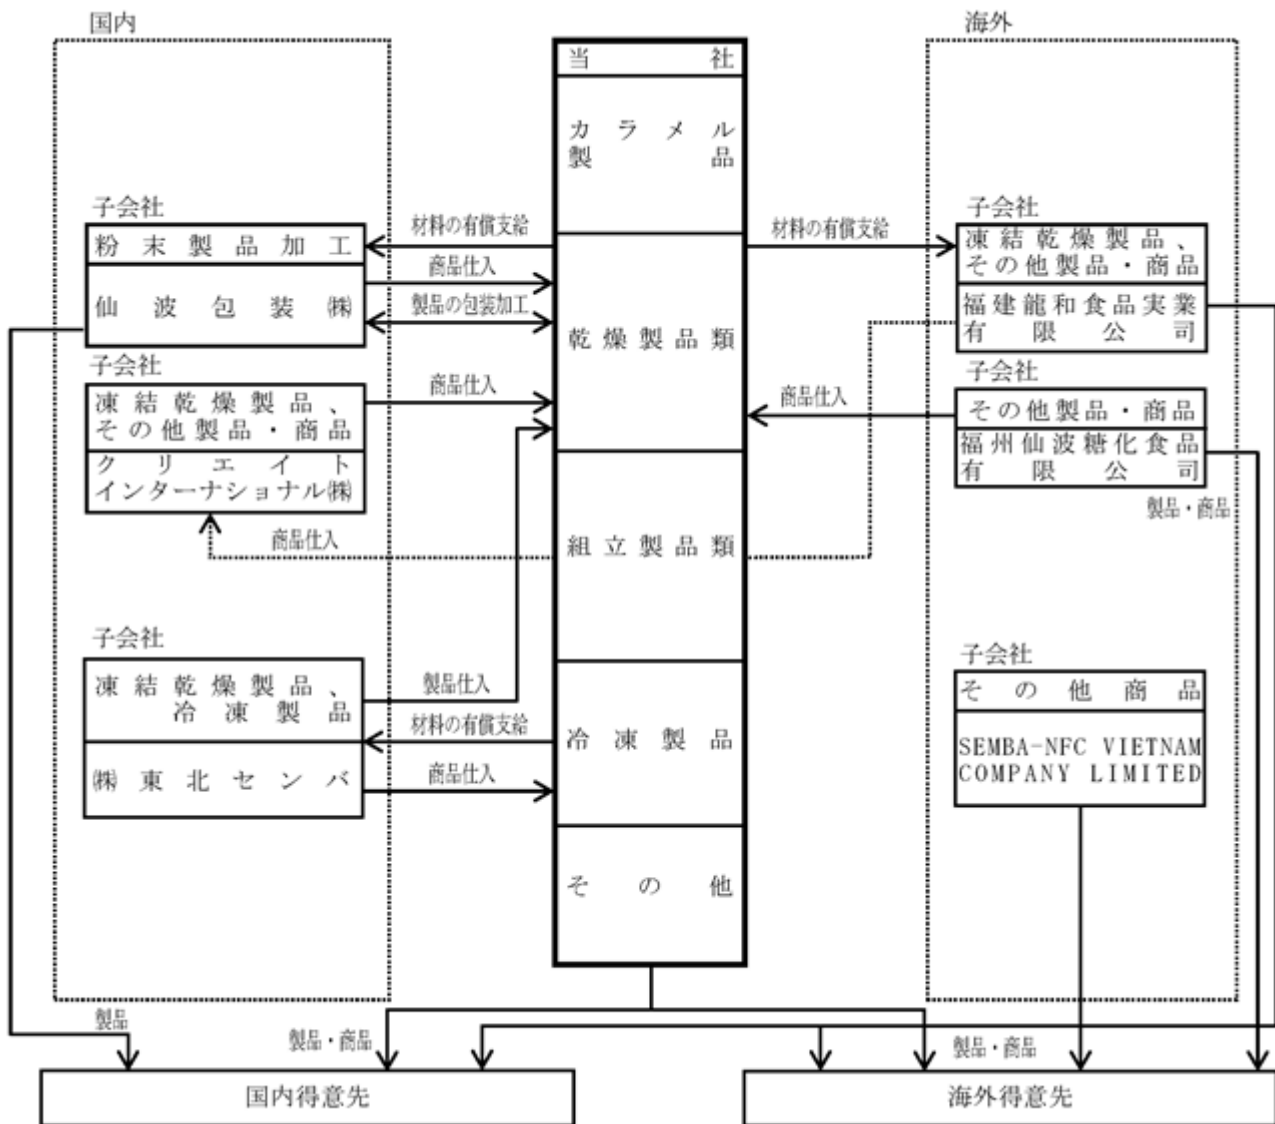 国内
海外
当社
カラメル
製品
乾燥製品類
組立製品類
冷凍製品
その他
子会社
粉末製品加工
仙波包装㈱
材料の有償支給
商品仕入
製品の包装加工
子会社
凍結乾燥製品、
その他製品・商品
クリエイト
インターナショナル㈱
商品仕入
商品仕入
子会社
凍結乾燥製品、
冷凍製品
㈱東北センバ
製品仕入
材料の有償支給
商品仕入
材料の有償支給
子会社
凍結乾燥製品、
その他製品・商品
福建龍和食品実業
有限公司
商品仕入
子会社
その他製品・商品
福州仙波糖化食品
有限公司
製品・商品
子会社
その他商品
SEMBA-NFC VIETNAM
COMPANY LIMITED
製品
製品・商品
製品・商品
国内得意先
海外得意先